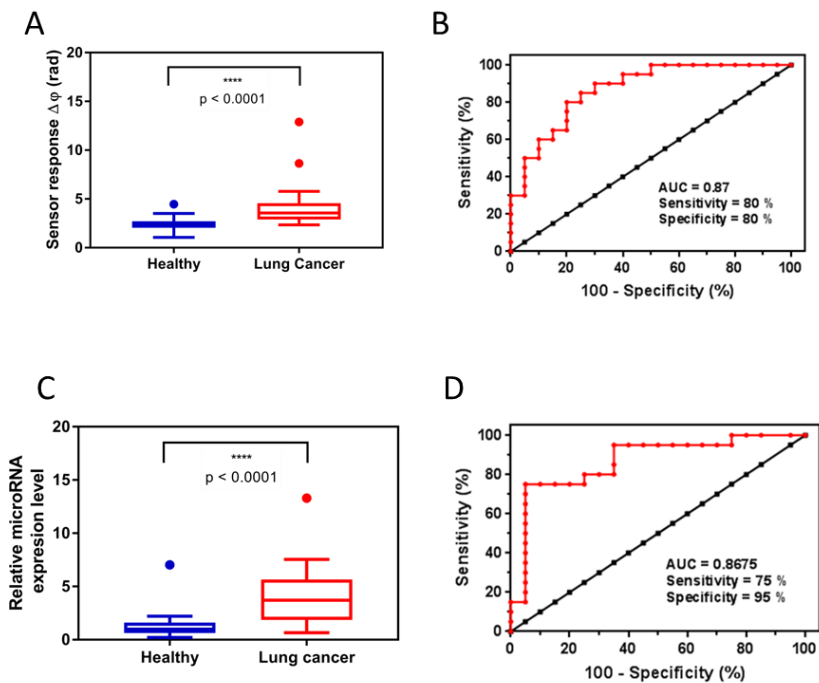 A
Sensor response Δφ (rad)
20
15
10
5
0
****
p < 0.0001
Healthy
Lung Cancer
B
Sensitivity (%)
100
80
60
40
20
0
AUC = 0.87
Sensitivity = 80 %
Specificity = 80 %
0 20 40 60 80 100
100 - Specificity (%)
C
Relative microRNA
expresion level
20
15
10
5
0
****
p < 0.0001
Healthy
Lung cancer
D
Sensitivity (%)
100
80
60
40
20
0
AUC = 0.8675
Sensitivity = 75 %
Specificity = 95 %
0 20 40 60 80 100
100 - Specificity (%)